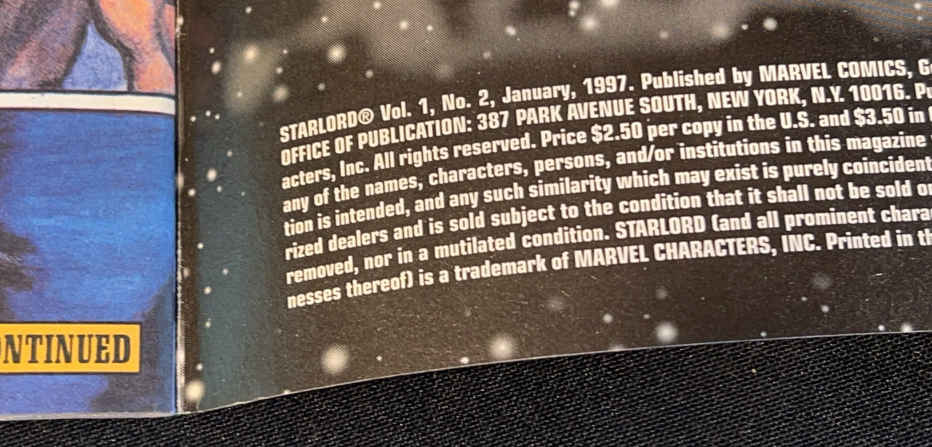 STARLORD® Vol. 1, No. 2, January, 1997. Published by MARVEL COMICS,
OFFICE OF PUBLICATION: 387 PARK AVENUE SOUTH, NEW YORK, N.Y. 10016.
acters, Inc. All rights reserved. Price $2.50 per copy in the U.S. and $3.50 in
any of the names, characters, persons, and/or institutions in this magazine
tion is intended, and any such similarity which may exist is purely coincident
rized dealers and is sold subject to the condition that it shall not be sold
removed, nor in a mutilated condition. STARLORD (and all prominent chara
nesses thereof) is a trademark of MARVEL CHARACTERS, INC. Printed in th
ONTINUED